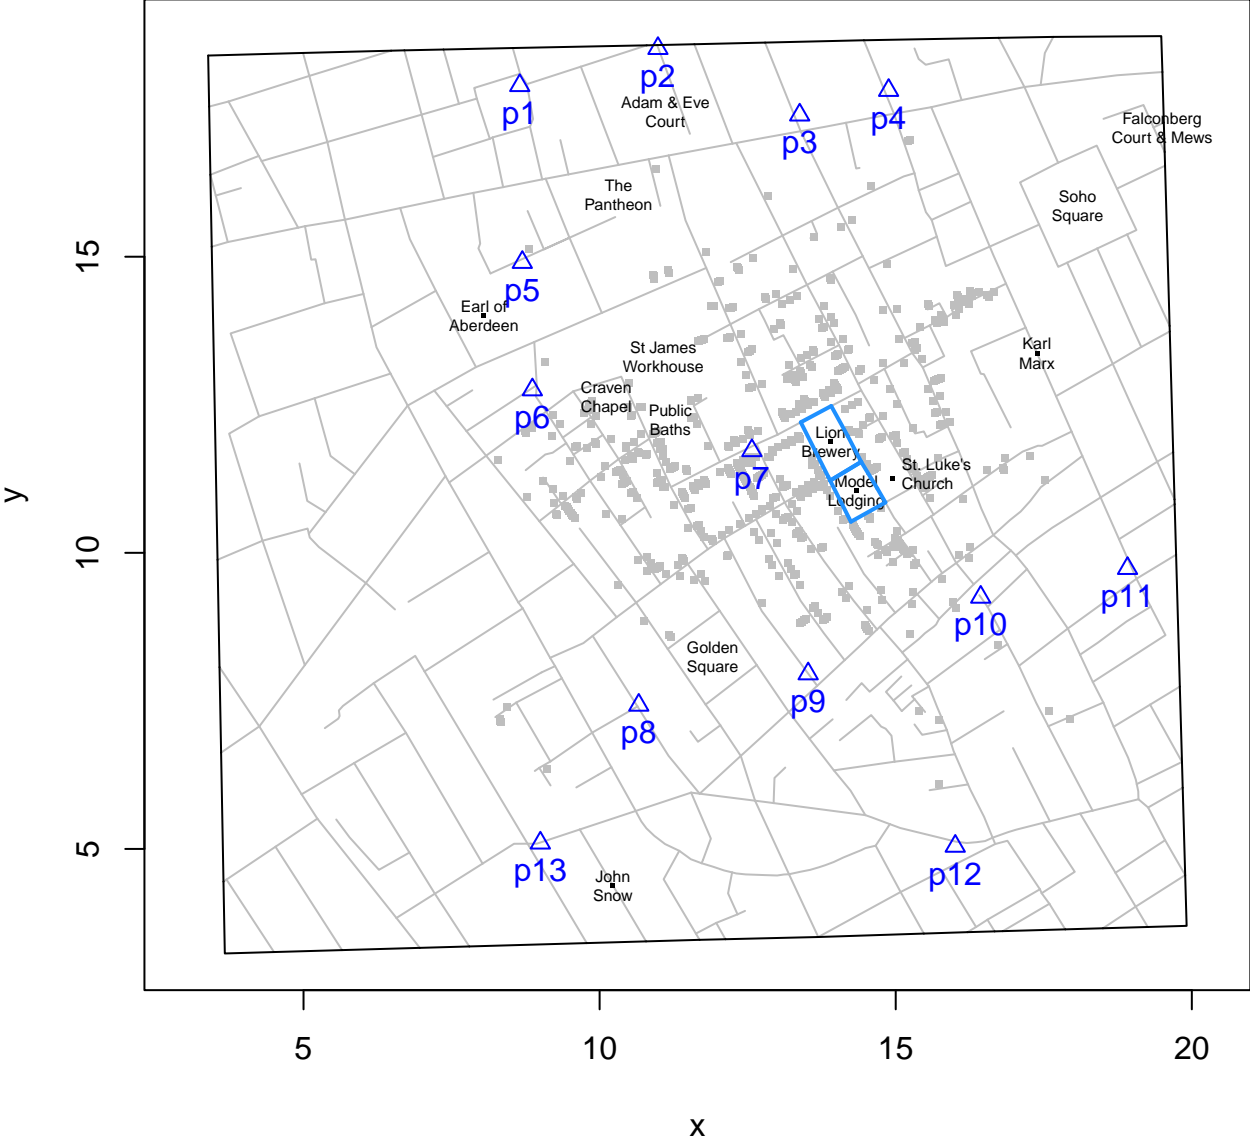 p2
p1
Adam & Eve
Court
p4
p3
Falconberg
Court & Mews
The
Pantheon
Soho
Square
15
p5
Earl of
Aberdeen
St James
Workhouse
Karl
Marx
Craven
Chapel
p6
Public
Baths
Lion
Brewery
p7
St. Luke's
Church
Model
Lodging
y
10
p11
p10
Golden
Square
p9
p8
5
p13
p12
John
Snow
5
10
15
20
x